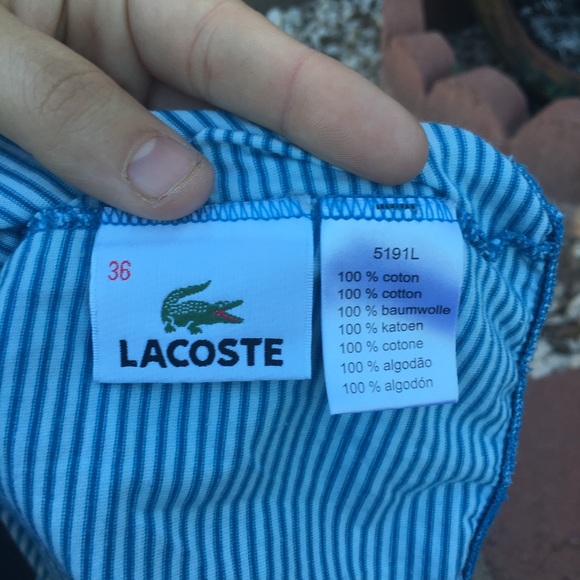 36
LACOSTE
5191L
100 % coton
100 % cotton
100 % baumwolle
100 % katoen
100 % cotone
100 % algodão
100 % algodón